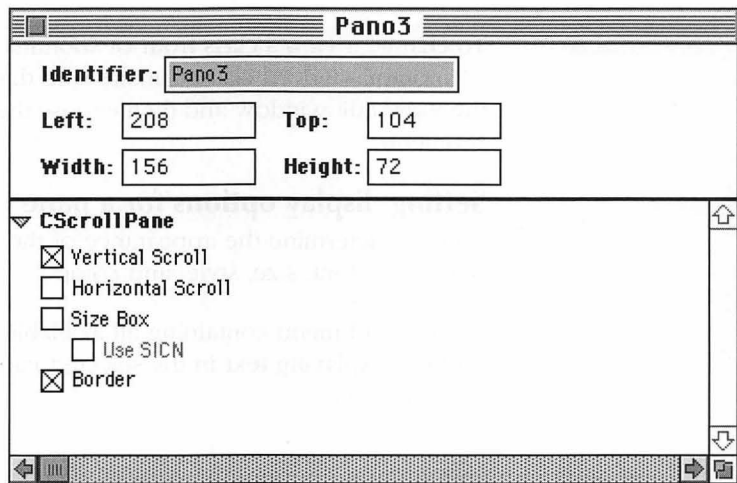 Pano3
Identifier: Pano3
Left: 208 Top: 104
Width: 156 Height: 72
CScrollPane
Vertical Scroll
Horizontal Scroll
Size Box
Use SICN
Border